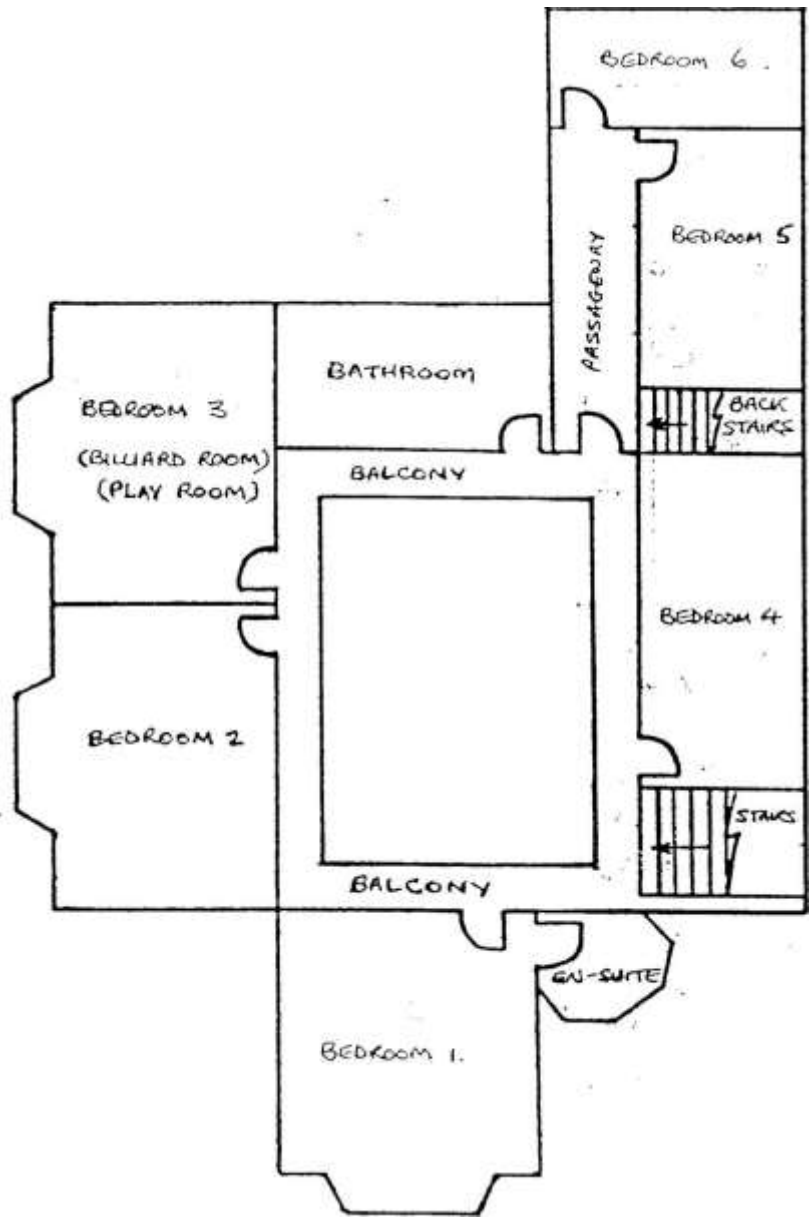 BEDROOM 6.
BEDROOM 5
PASSAGEWAY
BATHROOM
BEDROOM 3
(BILLIARD ROOM)
(PLAY ROOM)
BACK
STAIRS
BALCONY
BEDROOM 4
BEDROOM 2
STAIRS
BALCONY
EN-SUITE
BEDROOM 1.